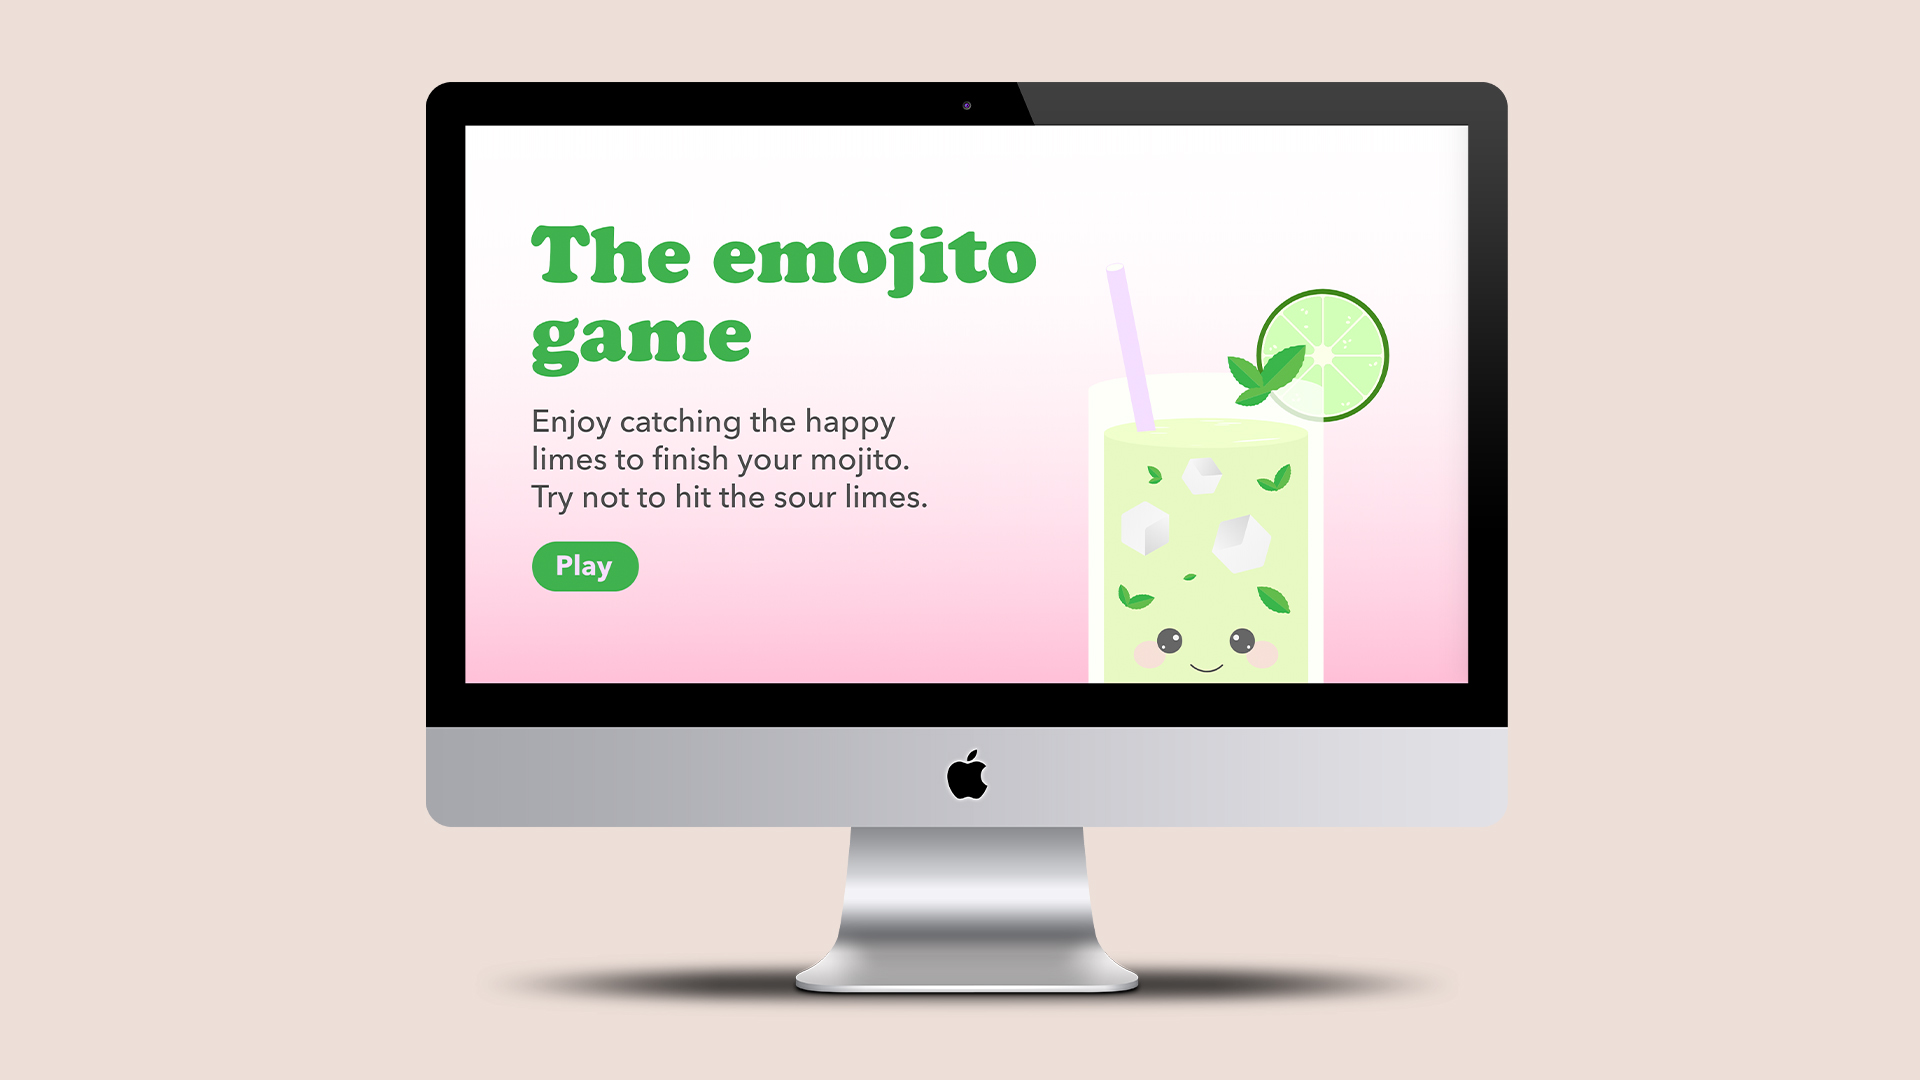 The emojito
game
Enjoy catching the happy
limes to finish your mojito.
Try not to hit the sour limes.
Play